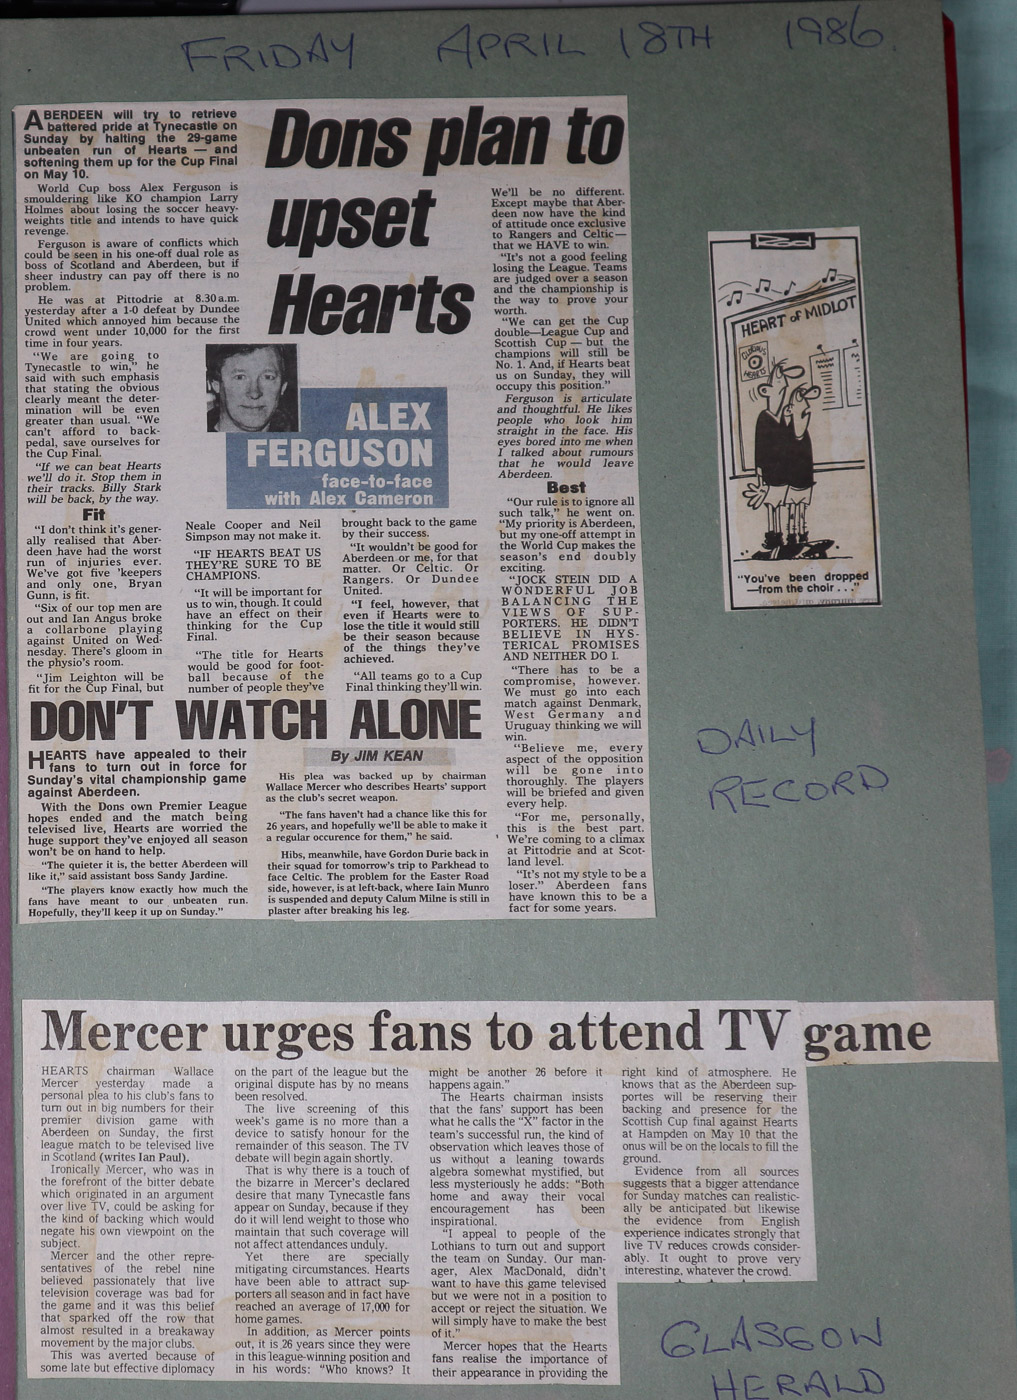 FRIDAY APRIL 18TH 1986.
ABERDEEN will try to retrieve
battered pride at Tynecastle on
Sunday by halting the 29-game
unbeaten run of Hearts — and
softening them up for the Cup Final
on May 10.
World Cup boss Alex Ferguson is
smouldering like KO champion Larry
Holmes about losing the soccer heavy-
weights title and intends to have quick
revenge.
Ferguson is aware of conflicts which
could be seen in his one-off dual role as
boss of Scotland and Aberdeen, but if
sheer industry can pay off there is no
problem.
He was at Pittodrie at 8.30 a.m.
yesterday after a 1-0 defeat by Dundee
United which annoyed him because the
crowd went under 10,000 for the first
time in four years.
"We are going to
Tynecastle to win," he
said with such emphasis
that stating the obvious
clearly meant the deter-
mination will be even
greater than usual. "We
can't afford to back-
pedal, save ourselves for
the Cup Final.
"If we can beat Hearts
we'll do it. Stop them in
their tracks. Billy Stark
will be back, by the way.
Fit
"I don't think it's gener-
ally realised that Aber-
deen have had the worst
run of injuries ever.
We've got five 'keepers
and only one, Bryan
Gunn, is fit.
"Six of our top men are
out and Ian Angus broke
a collarbone playing
against United on Wed-
nesday. There's gloom in
the physio's room.
"Jim Leighton will be
fit for the Cup Final, but
Dons plan to
upset
Hearts
ALEX
FERGUSON
face-to-face
with Alex Cameron
Neale Cooper and Neil
Simpson may not make it.
"IF HEARTS BEAT US
THEY'RE SURE TO BE
CHAMPIONS.
"It will be important for
us to win, though. It could
have an effect on their
thinking for the Cup
Final.
"The title for Hearts
would be good for foot-
ball because of the
number of people they've
brought back to the game
by their success.
"It wouldn't be good for
Aberdeen or me, for that
matter. Or Celtic. Or
Rangers. Or Dundee
United.
"I feel, however, that
even if Hearts were to
lose the title it would still
be their season because
of the things they've
achieved.
"All teams go to a Cup
Final thinking they'll win.
We'll be no different.
Except maybe that Aber-
deen now have the kind
of attitude once exclusive
to Rangers and Celtic —
that we HAVE to win.
"It's not a good feeling
losing the League. Teams
are judged over a season
and the championship is
the way to prove your
worth.
"We can get the Cup
double—League Cup and
Scottish Cup — but the
champions will still be
No. 1. And, if Hearts beat
us on Sunday, they will
occupy this position."
Ferguson is articulate
and thoughtful. He likes
people who look him
straight in the face. His
eyes bored into me when
I talked about rumours
that he would leave
Aberdeen.
Best
"Our rule is to ignore all
such talk," he went on.
"My priority is Aberdeen,
but my one-off attempt in
the World Cup makes the
season's end doubly
exciting.
"JOCK STEIN DID A
WONDERFUL JOB
BALANCING THE
VIEWS OF SUP-
PORTERS. HE DIDN'T
BELIEVE IN HYS-
TERICAL PROMISES
AND NEITHER DO I.
"There has to be a
compromise, however.
We must go into each
match against Denmark,
West Germany and
Uruguay thinking we will
win.
"Believe me, every
aspect of the opposition
will be gone into
thoroughly. The players
will be briefed and given
every help.
"For me, personally,
this is the best part.
We're coming to a climax
at Pittodrie and at Scot-
land level.
"It's not my style to be a
loser." Aberdeen fans
have known this to be a
fact for some years.
DON'T WATCH ALONE
HEARTS have appealed to their
fans to turn out in force for
Sunday's vital championship game
against Aberdeen.
With the Dons own Premier League
hopes ended and the match being
televised live, Hearts are worried the
huge support they've enjoyed all season
won't be on hand to help.
"The quieter it is, the better Aberdeen will
like it," said assistant boss Sandy Jardine.
"The players know exactly how much the
fans have meant to our unbeaten run.
Hopefully, they'll keep it up on Sunday."
By JIM KEAN
His plea was backed up by chairman
Wallace Mercer who describes Hearts' support
as the club's secret weapon.
"The fans haven't had a chance like this for
26 years, and hopefully we'll be able to make it
a regular occurence for them," he said.
Hibs, meanwhile, have Gordon Durie back in
their squad for tomorrow's trip to Parkhead to
face Celtic. The problem for the Easter Road
side, however, is at left-back, where Iain Munro
is suspended and deputy Calum Milne is still in
plaster after breaking his leg.
HEART of MIDLOT
HEARTS
"You've been dropped
—from the choir . . ."
DAILY
RECORD
Mercer urges fans to attend TV game
HEARTS chairman Wallace
Mercer yesterday made a
personal plea to his club's fans to
turn out in big numbers for their
premier division game with
Aberdeen on Sunday, the first
league match to be televised live
in Scotland (writes Ian Paul).
Ironically Mercer, who was in
the forefront of the bitter debate
which originated in an argument
over live TV, could be asking for
the kind of backing which would
negate his own viewpoint on the
subject.
Mercer and the other repre-
sentatives of the rebel nine
believed passionately that live
television coverage was bad for
the game and it was this belief
that sparked off the row that
almost resulted in a breakaway
movement by the major clubs.
This was averted because of
some late but effective diplomacy
on the part of the league but the
original dispute has by no means
been resolved.
The live screening of this
week's game is no more than a
device to satisfy honour for the
remainder of this season. The TV
debate will begin again shortly.
That is why there is a touch of
the bizarre in Mercer's declared
desire that many Tynecastle fans
appear on Sunday, because if they
do it will lend weight to those who
maintain that such coverage will
not affect attendances unduly.
Yet there are specially
mitigating circumstances. Hearts
have been able to attract sup-
porters all season and in fact have
reached an average of 17,000 for
home games.
In addition, as Mercer points
out, it is 26 years since they were
in this league-winning position and
in his words: "Who knows? It
might be another 26 before it
happens again."
The Hearts chairman insists
that the fans' support has been
what he calls the "X" factor in the
team's successful run, the kind of
observation which leaves those of
us without a leaning towards
algebra somewhat mystified, but
less mysteriously he adds: "Both
home and away their vocal
encouragement has been
inspirational.
"I appeal to people of the
Lothians to turn out and support
the team on Sunday. Our man-
ager, Alex MacDonald, didn't
want to have this game televised
but we were not in a position to
accept or reject the situation. We
will simply have to make the best
of it."
Mercer hopes that the Hearts
fans realise the importance of
their appearance in providing the
right kind of atmosphere. He
knows that as the Aberdeen sup-
portes will be reserving their
backing and presence for the
Scottish Cup final against Hearts
at Hampden on May 10 that the
onus will be on the locals to fill the
ground.
Evidence from all sources
suggests that a bigger attendance
for Sunday matches can realistic-
ally be anticipated but likewise
the evidence from English
experience indicates strongly that
live TV reduces crowds consider-
ably. It ought to prove very
interesting, whatever the crowd.
GLASGOW
HERALD